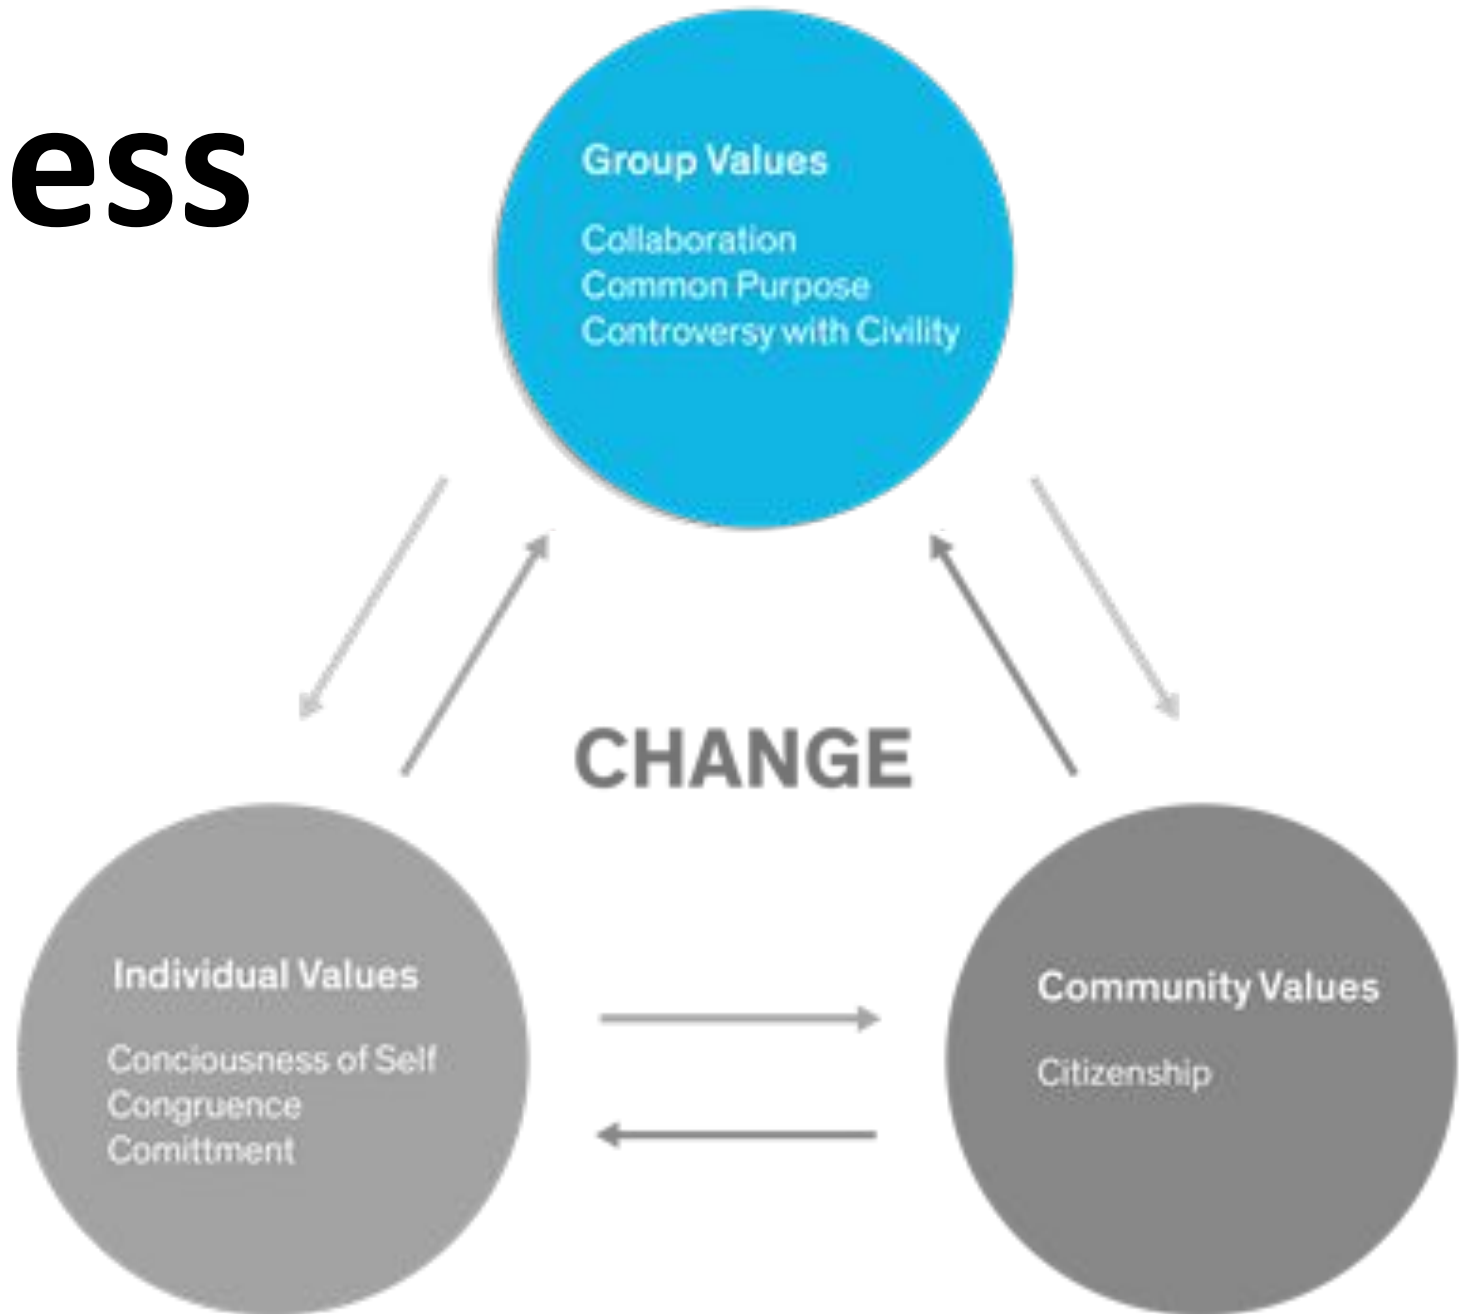 ess
Group Values
Collaboration
Common Purpose
Controversy with Civility
CHANGE
Individual Values
Conciousness of Self
Congruence
Comittment
Community Values
Citizenship